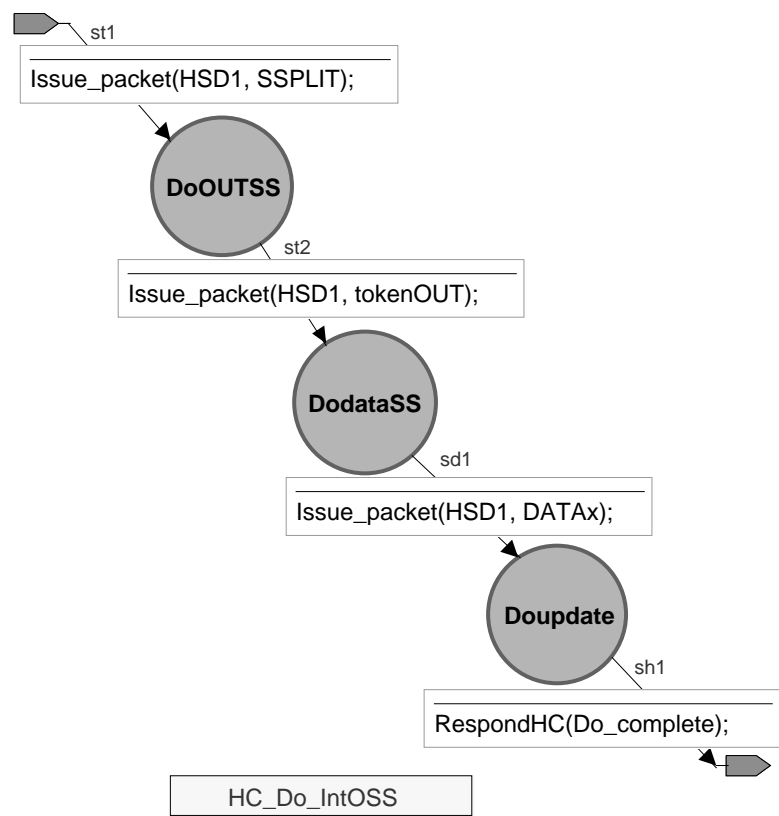 st1
Issue_packet(HSD1, SSPLIT);
DoOUTSS
st2
Issue_packet(HSD1, tokenOUT);
DodataSS
sd1
Issue_packet(HSD1, DATAx);
Doupdate
sh1
RespondHC(Do_complete);
HC_Do_IntOSS